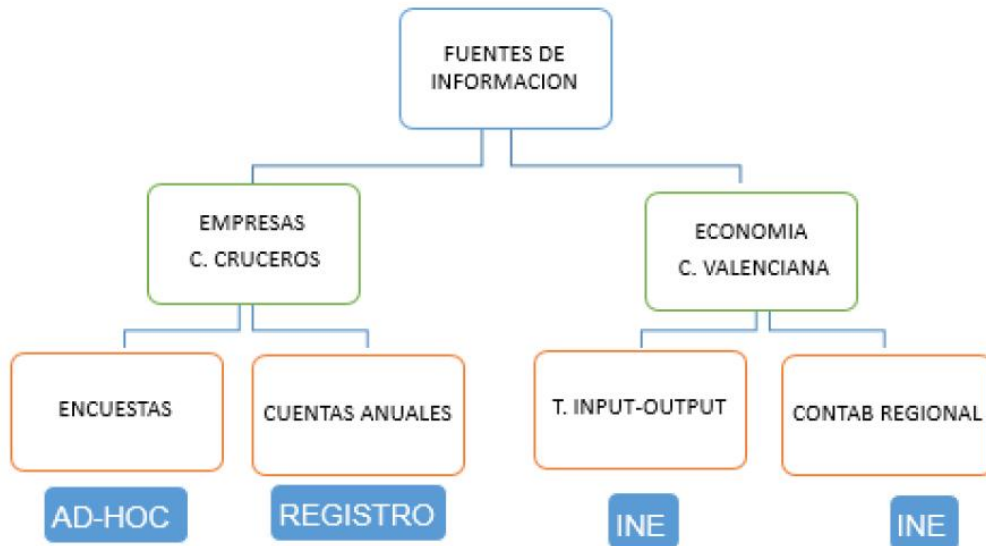 FUENTES DE
INFORMACION
EMPRESAS
C. CRUCEROS
ECONOMIA
C. VALENCIANA
ENCUESTAS
CUENTAS ANUALES
T. INPUT-OUTPUT
CONTAB REGIONAL
AD-HOC
REGISTRO
INE
INE